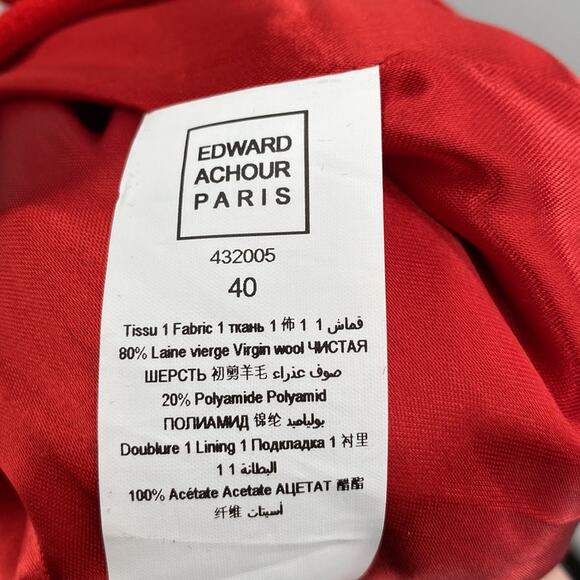 EDWARD
ACHOUR
PARIS
432005
40
Tissu 1 Fabric 1 ткань 1 佈 1 1 قماش
80% Laine vierge Virgin wool ЧИСТАЯ
ШЕРСТЬ 初剪羊毛 صوف عذراء
20% Polyamide Polyamid
ПОЛИАМИД 锦纶 بولياميد
Doublure 1 Lining 1 Подкладка 1 衬里
1 1 البطانة
100% Acétate Acetate АЦЕТАТ 醋酯
纤维 أسيتات